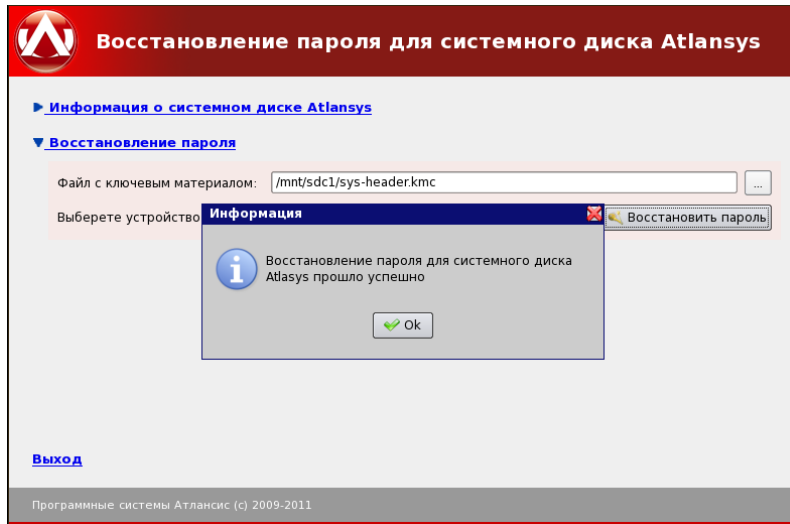 Восстановление пароля для системного диска Atlansys
Информация о системном диске Atlansys
Восстановление пароля
Файл с ключевым материалом: /mnt/sdc1/sys-header.kmc ...
Выберете устройство Восстановить пароль
Информация
Восстановление пароля для системного диска
Atlasys прошло успешно
Ok
Выход
Программные системы Атлансис (c) 2009-2011